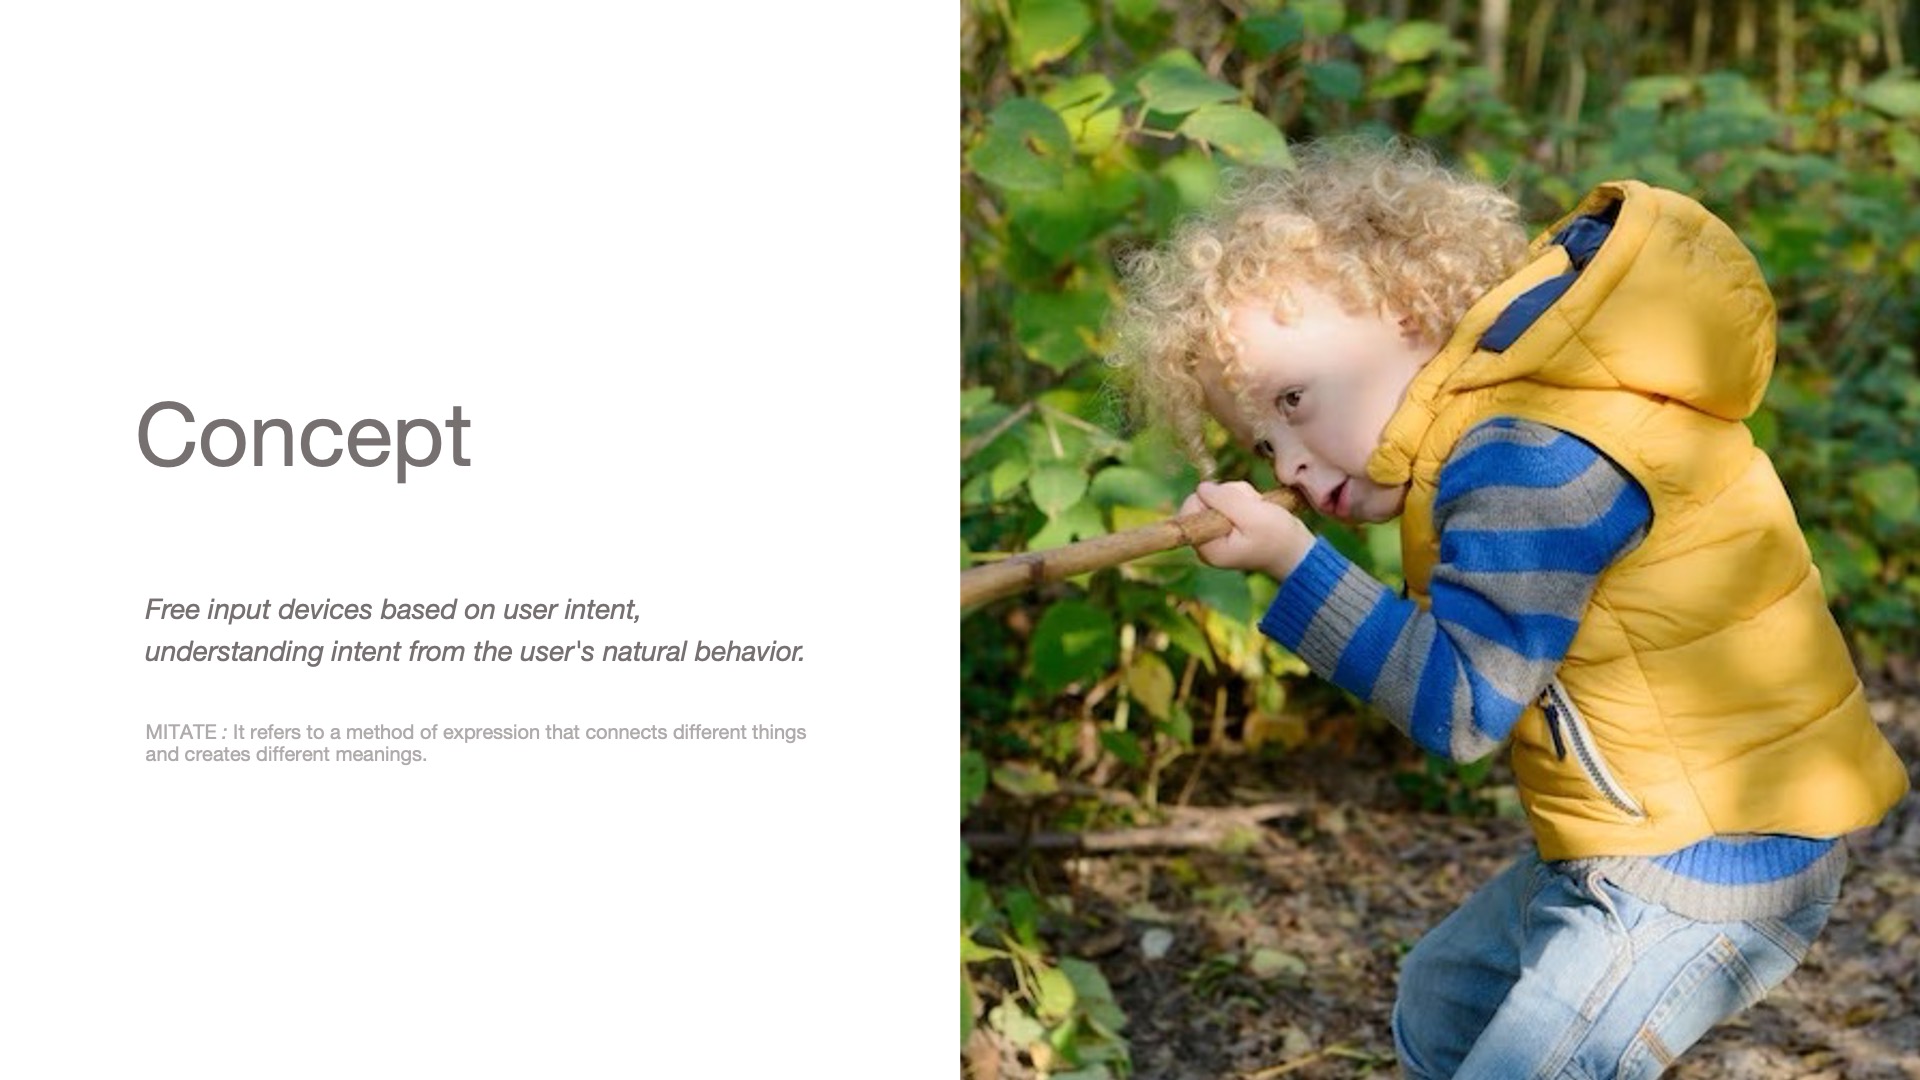 Concept
Free input devices based on user intent,
understanding intent from the user's natural behavior.
MITATE : It refers to a method of expression that connects different things
and creates different meanings.